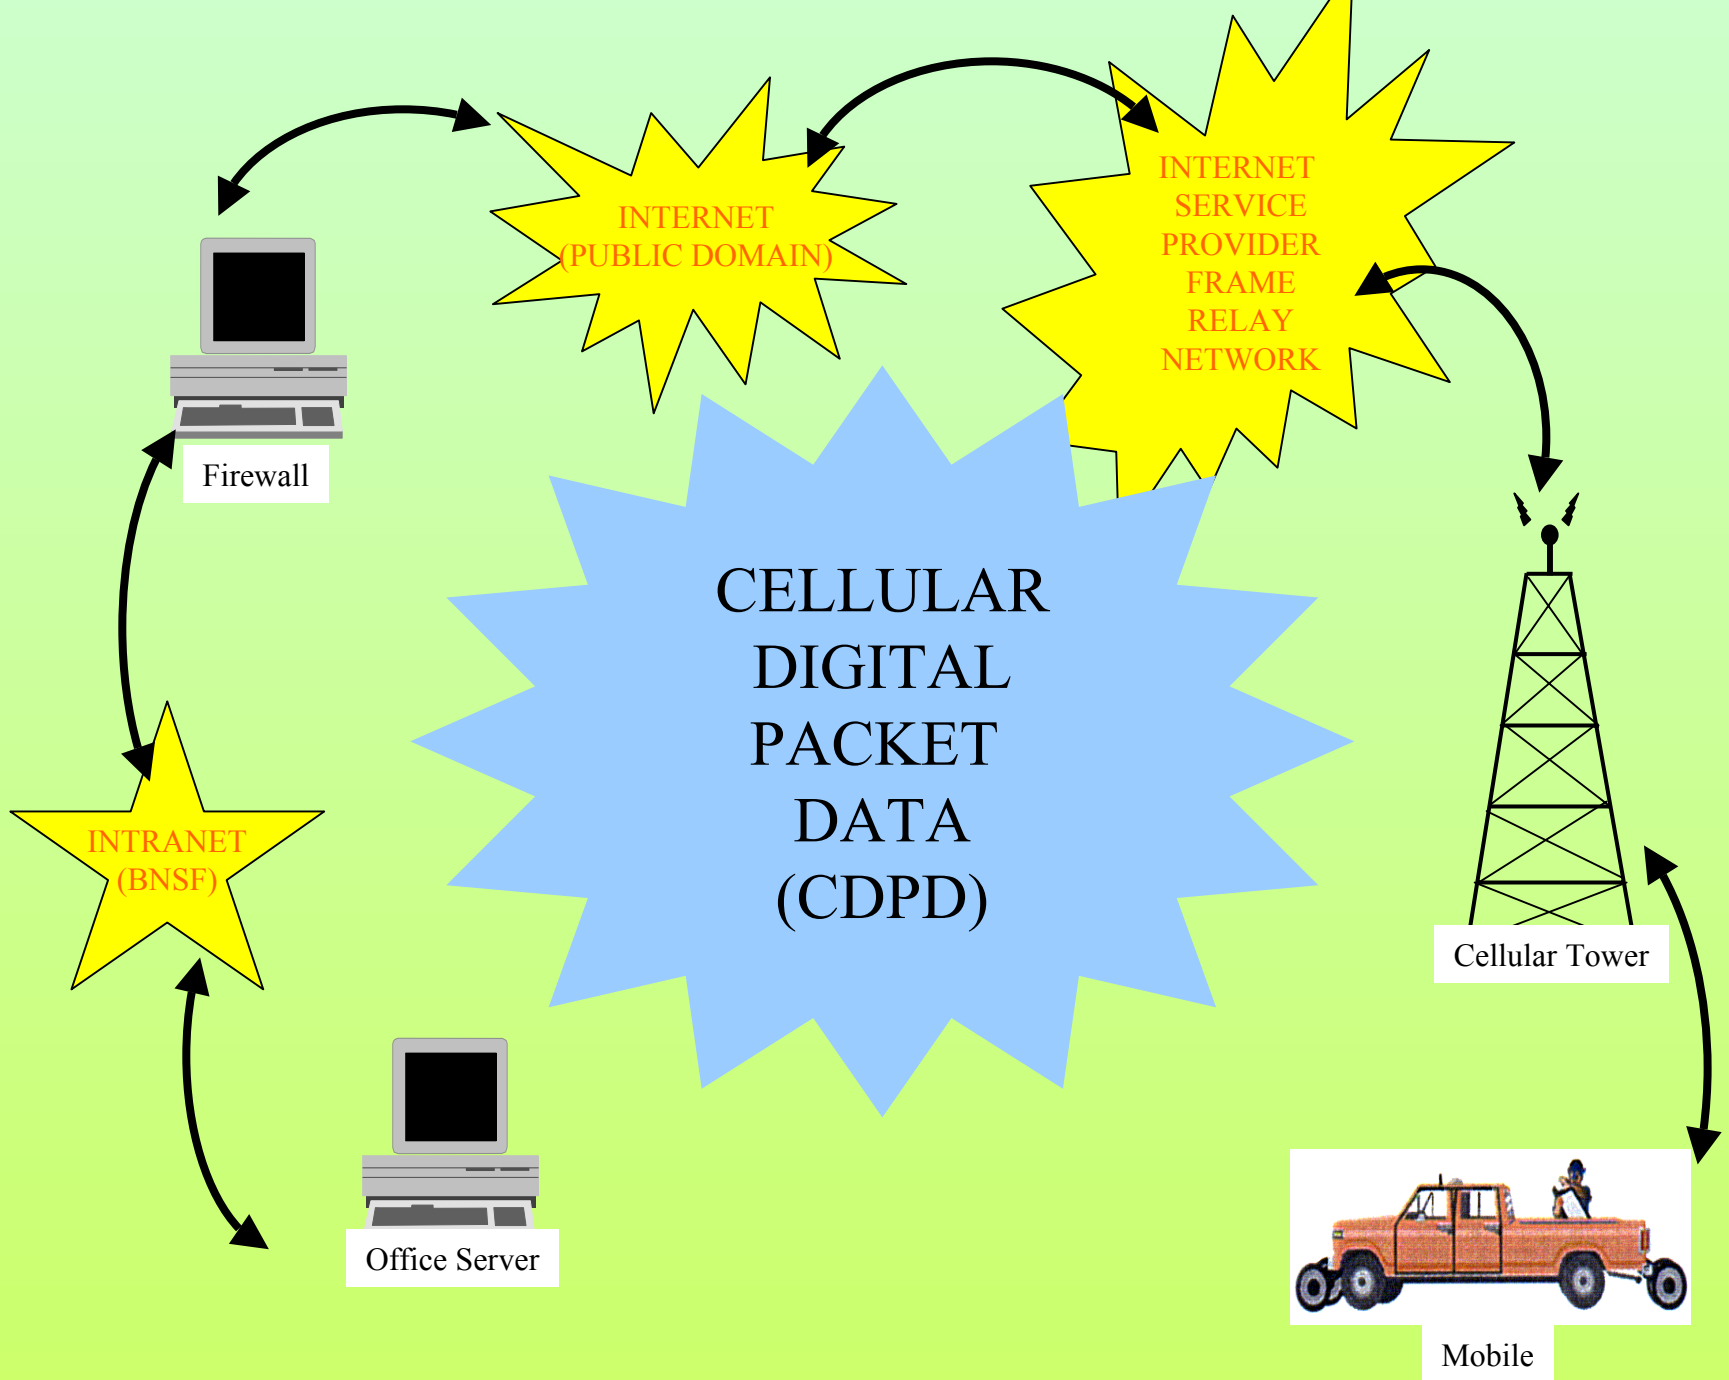 INTERNET
(PUBLIC DOMAIN)
INTERNET
SERVICE
PROVIDER
FRAME
RELAY
NETWORK
Firewall
CELLULAR
DIGITAL
PACKET
DATA
(CDPD)
INTRANET
(BNSF)
Cellular Tower
Office Server
Mobile